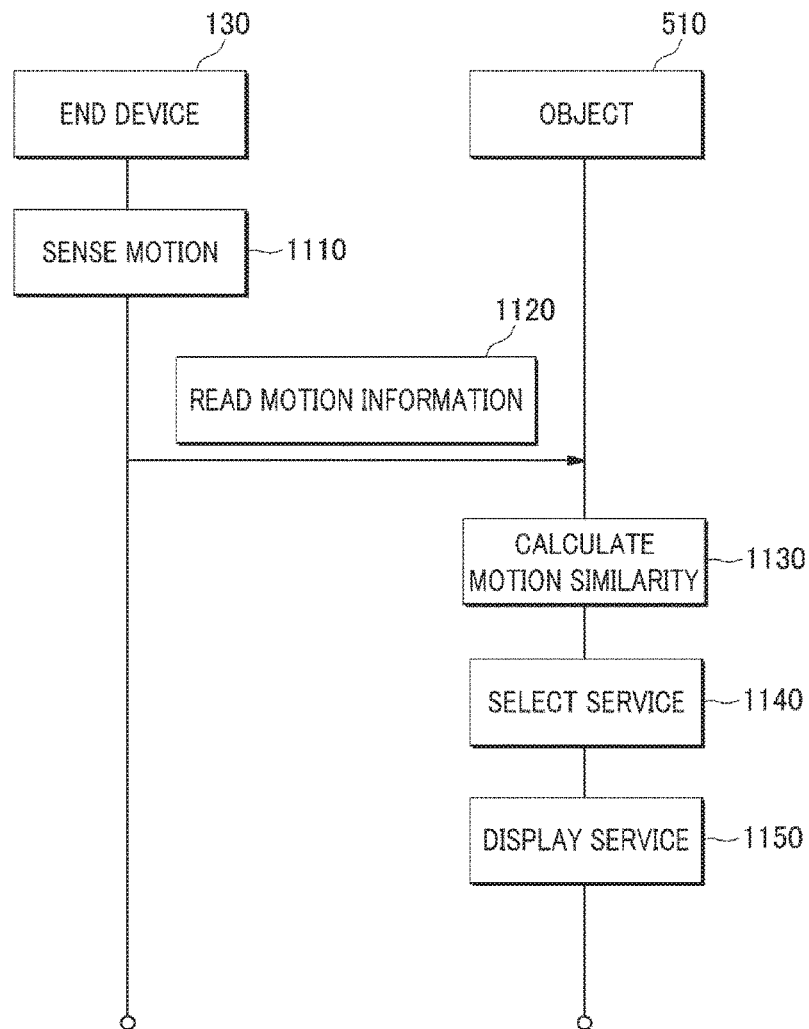 130
510
END DEVICE
OBJECT
SENSE MOTION
1110
1120
READ MOTION INFORMATION
CALCULATE
MOTION SIMILARITY
1130
SELECT SERVICE
1140
DISPLAY SERVICE
1150